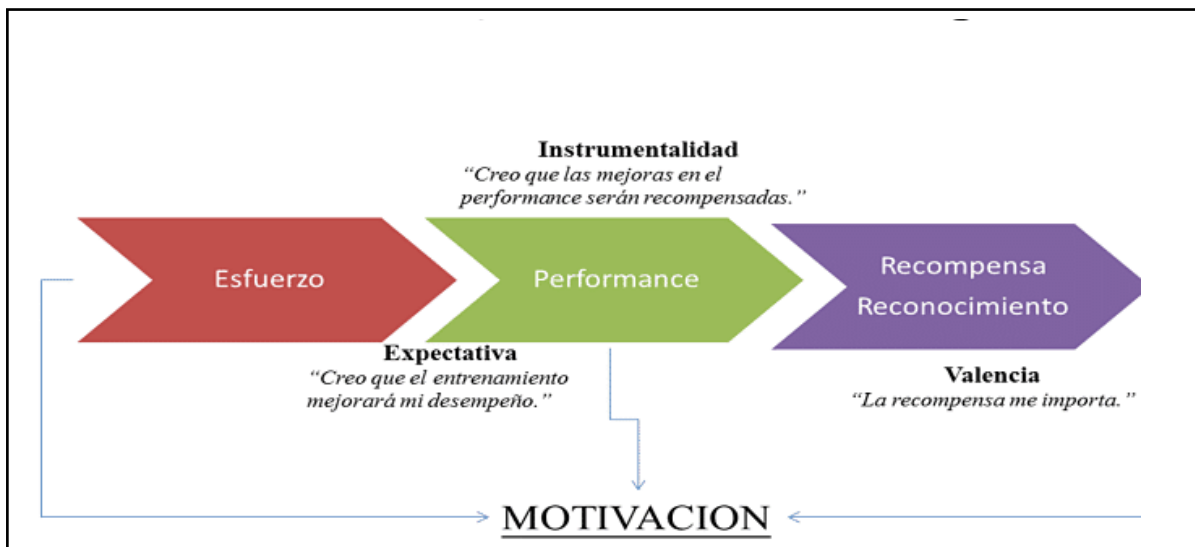 Instrumentalidad
“Creo que las mejoras en el
performance serán recompensadas.”
Esfuerzo
Performance
Recompensa
Reconocimiento
Expectativa
“Creo que el entrenamiento
mejorará mi desempeño.”
Valencia
“La recompensa me importa.”
MOTIVACION